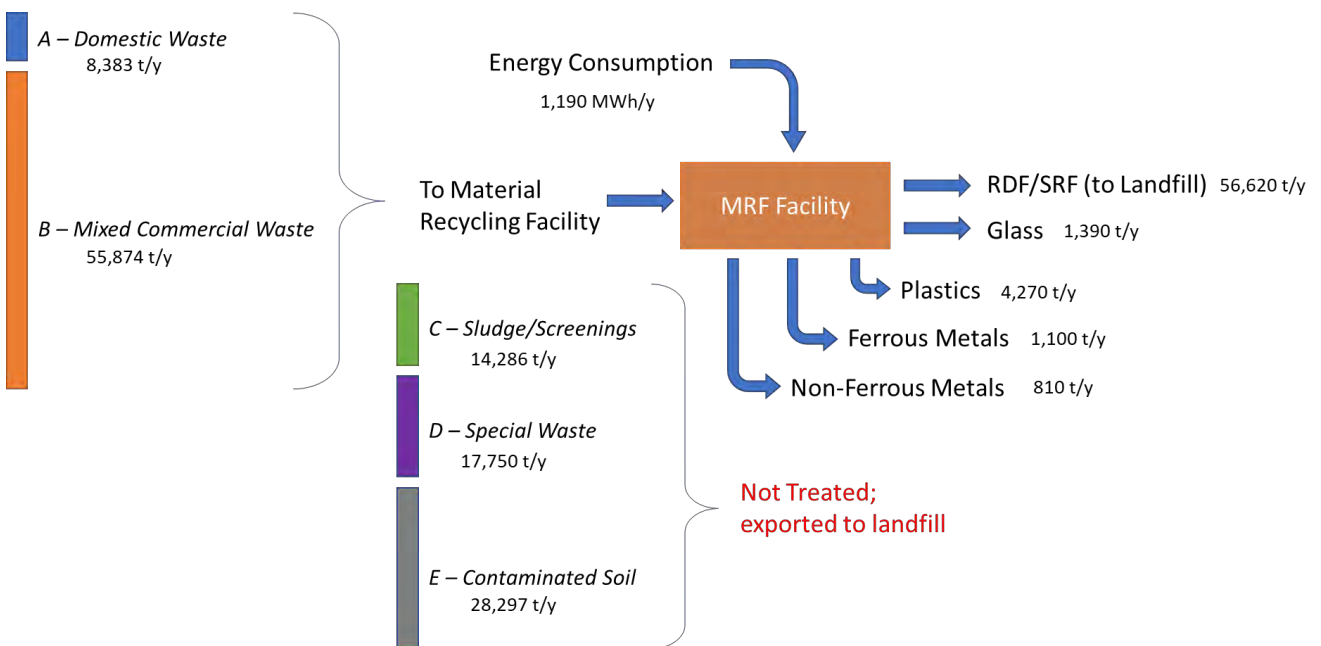 A – Domestic Waste
8,383 t/y
B – Mixed Commercial Waste
55,874 t/y
Energy Consumption
1,190 MWh/y
To Material
Recycling Facility
MRF Facility
RDF/SRF (to Landfill) 56,620 t/y
Glass 1,390 t/y
Plastics 4,270 t/y
Ferrous Metals 1,100 t/y
Non-Ferrous Metals 810 t/y
C – Sludge/Screenings
14,286 t/y
D – Special Waste
17,750 t/y
E – Contaminated Soil
28,297 t/y
Not Treated;
exported to landfill